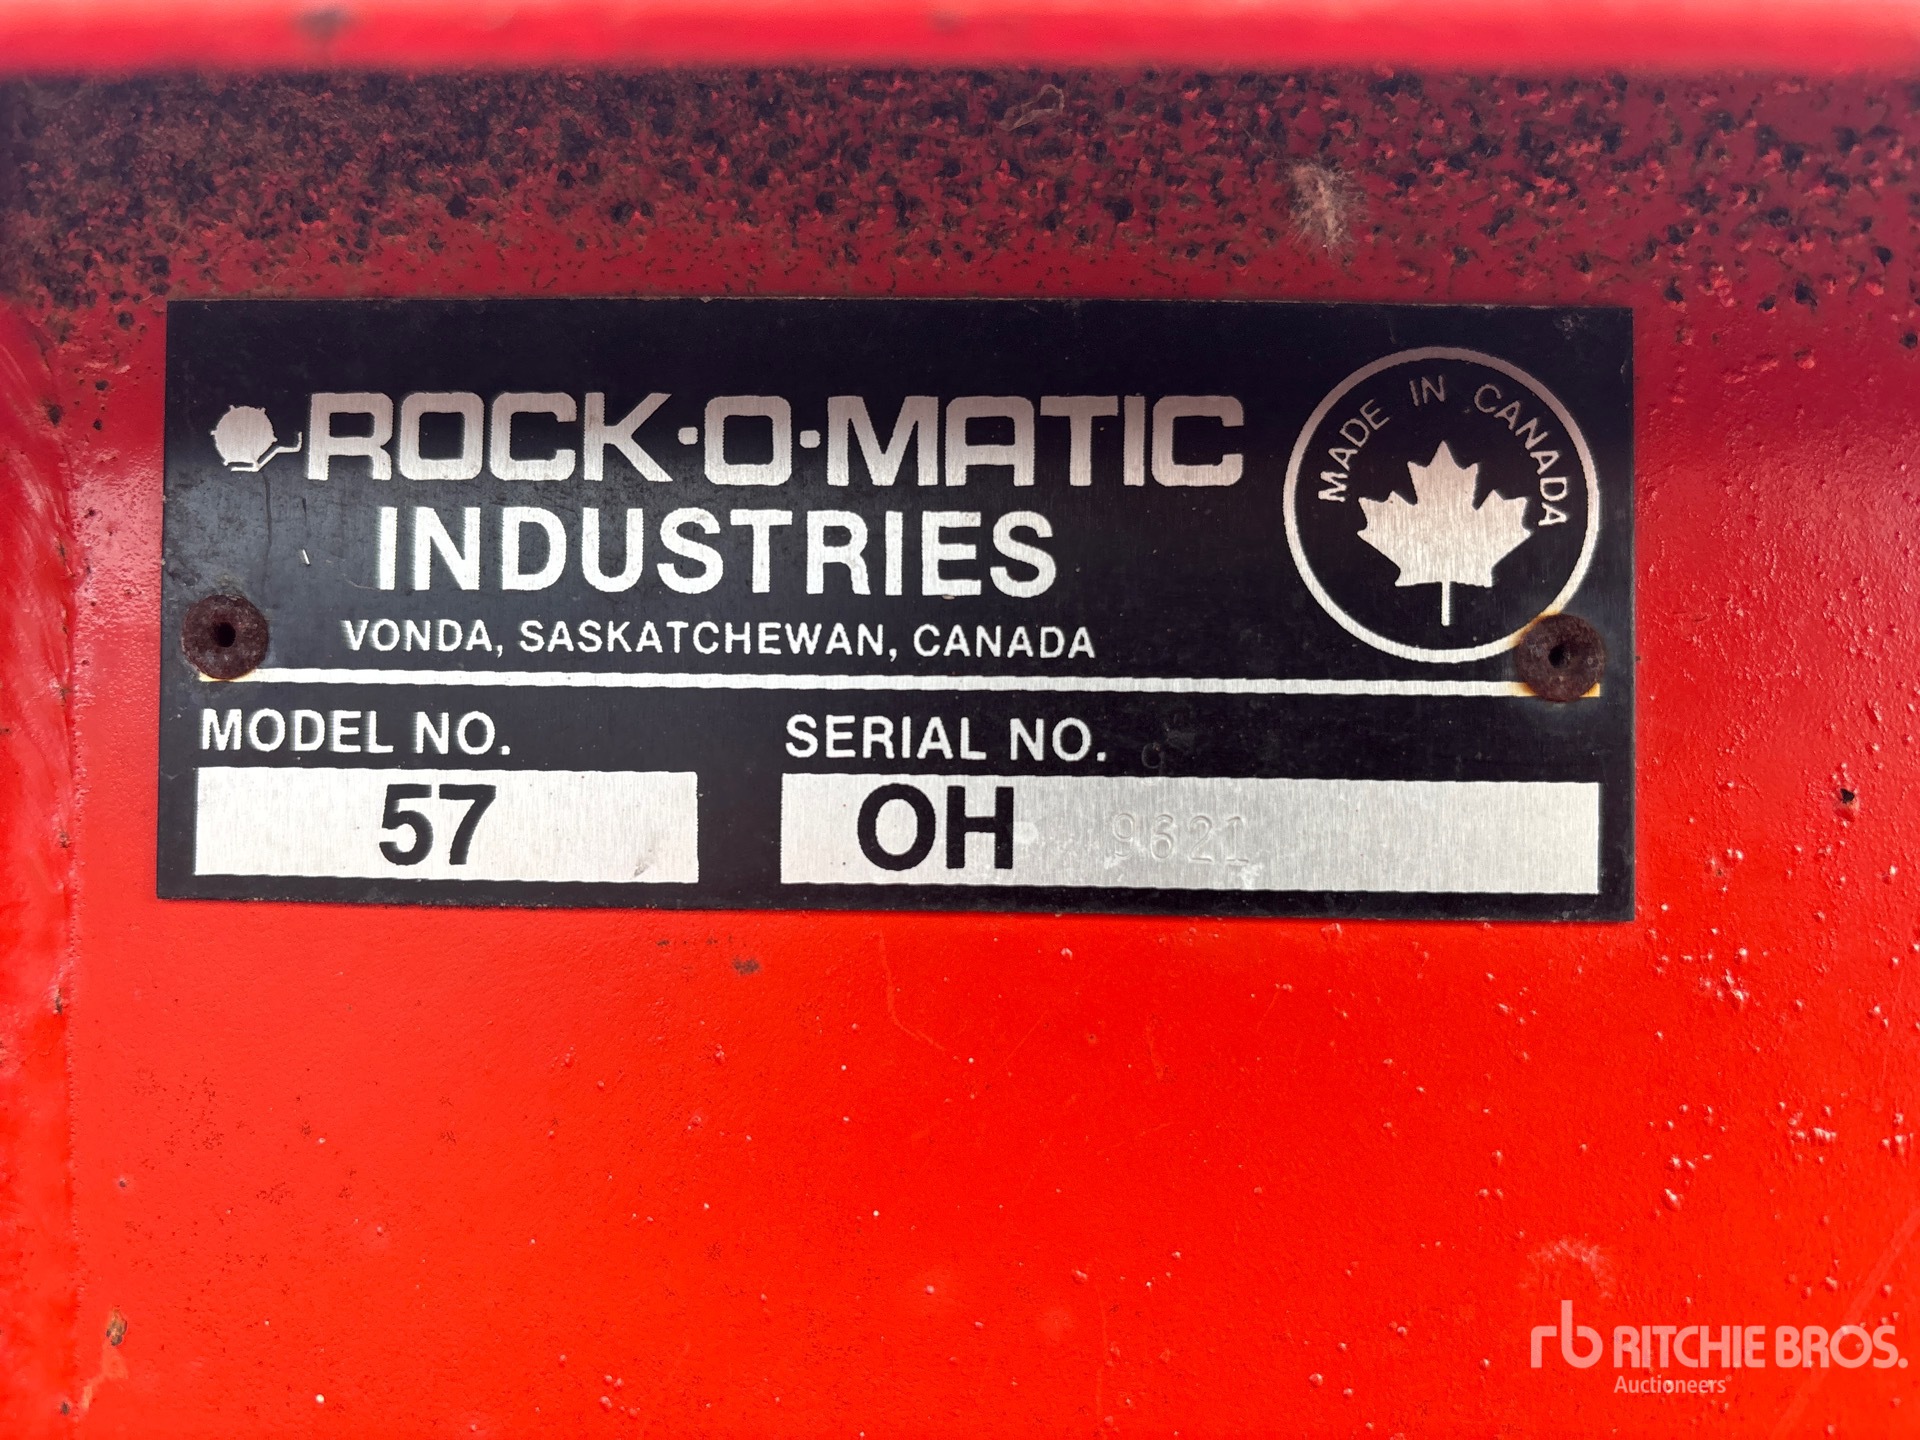 ROCK·O·MATIC
INDUSTRIES
VONDA, SASKATCHEWAN, CANADA
MADE IN CANADA
MODEL NO.
57
SERIAL NO.
OH 9621
rb RITCHIE BROS.
Auctioneers